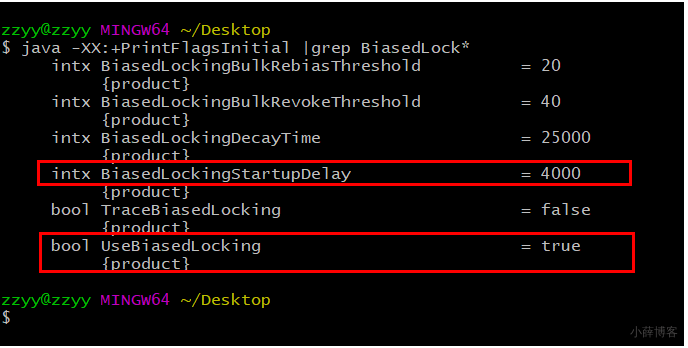 zzyy@zzyy MINGW64 ~/Desktop
$ java -XX:+PrintFlagsInitial |grep BiasedLock*
intx BiasedLockingBulkRebiasThreshold = 20
{product}
intx BiasedLockingBulkRevokeThreshold = 40
{product}
intx BiasedLockingDecayTime = 25000
{product}
intx BiasedLockingStartupDelay = 4000
{product}
bool TraceBiasedLocking = false
{product}
bool UseBiasedLocking = true
{product}
zzyy@zzyy MINGW64 ~/Desktop
$
小薛博客